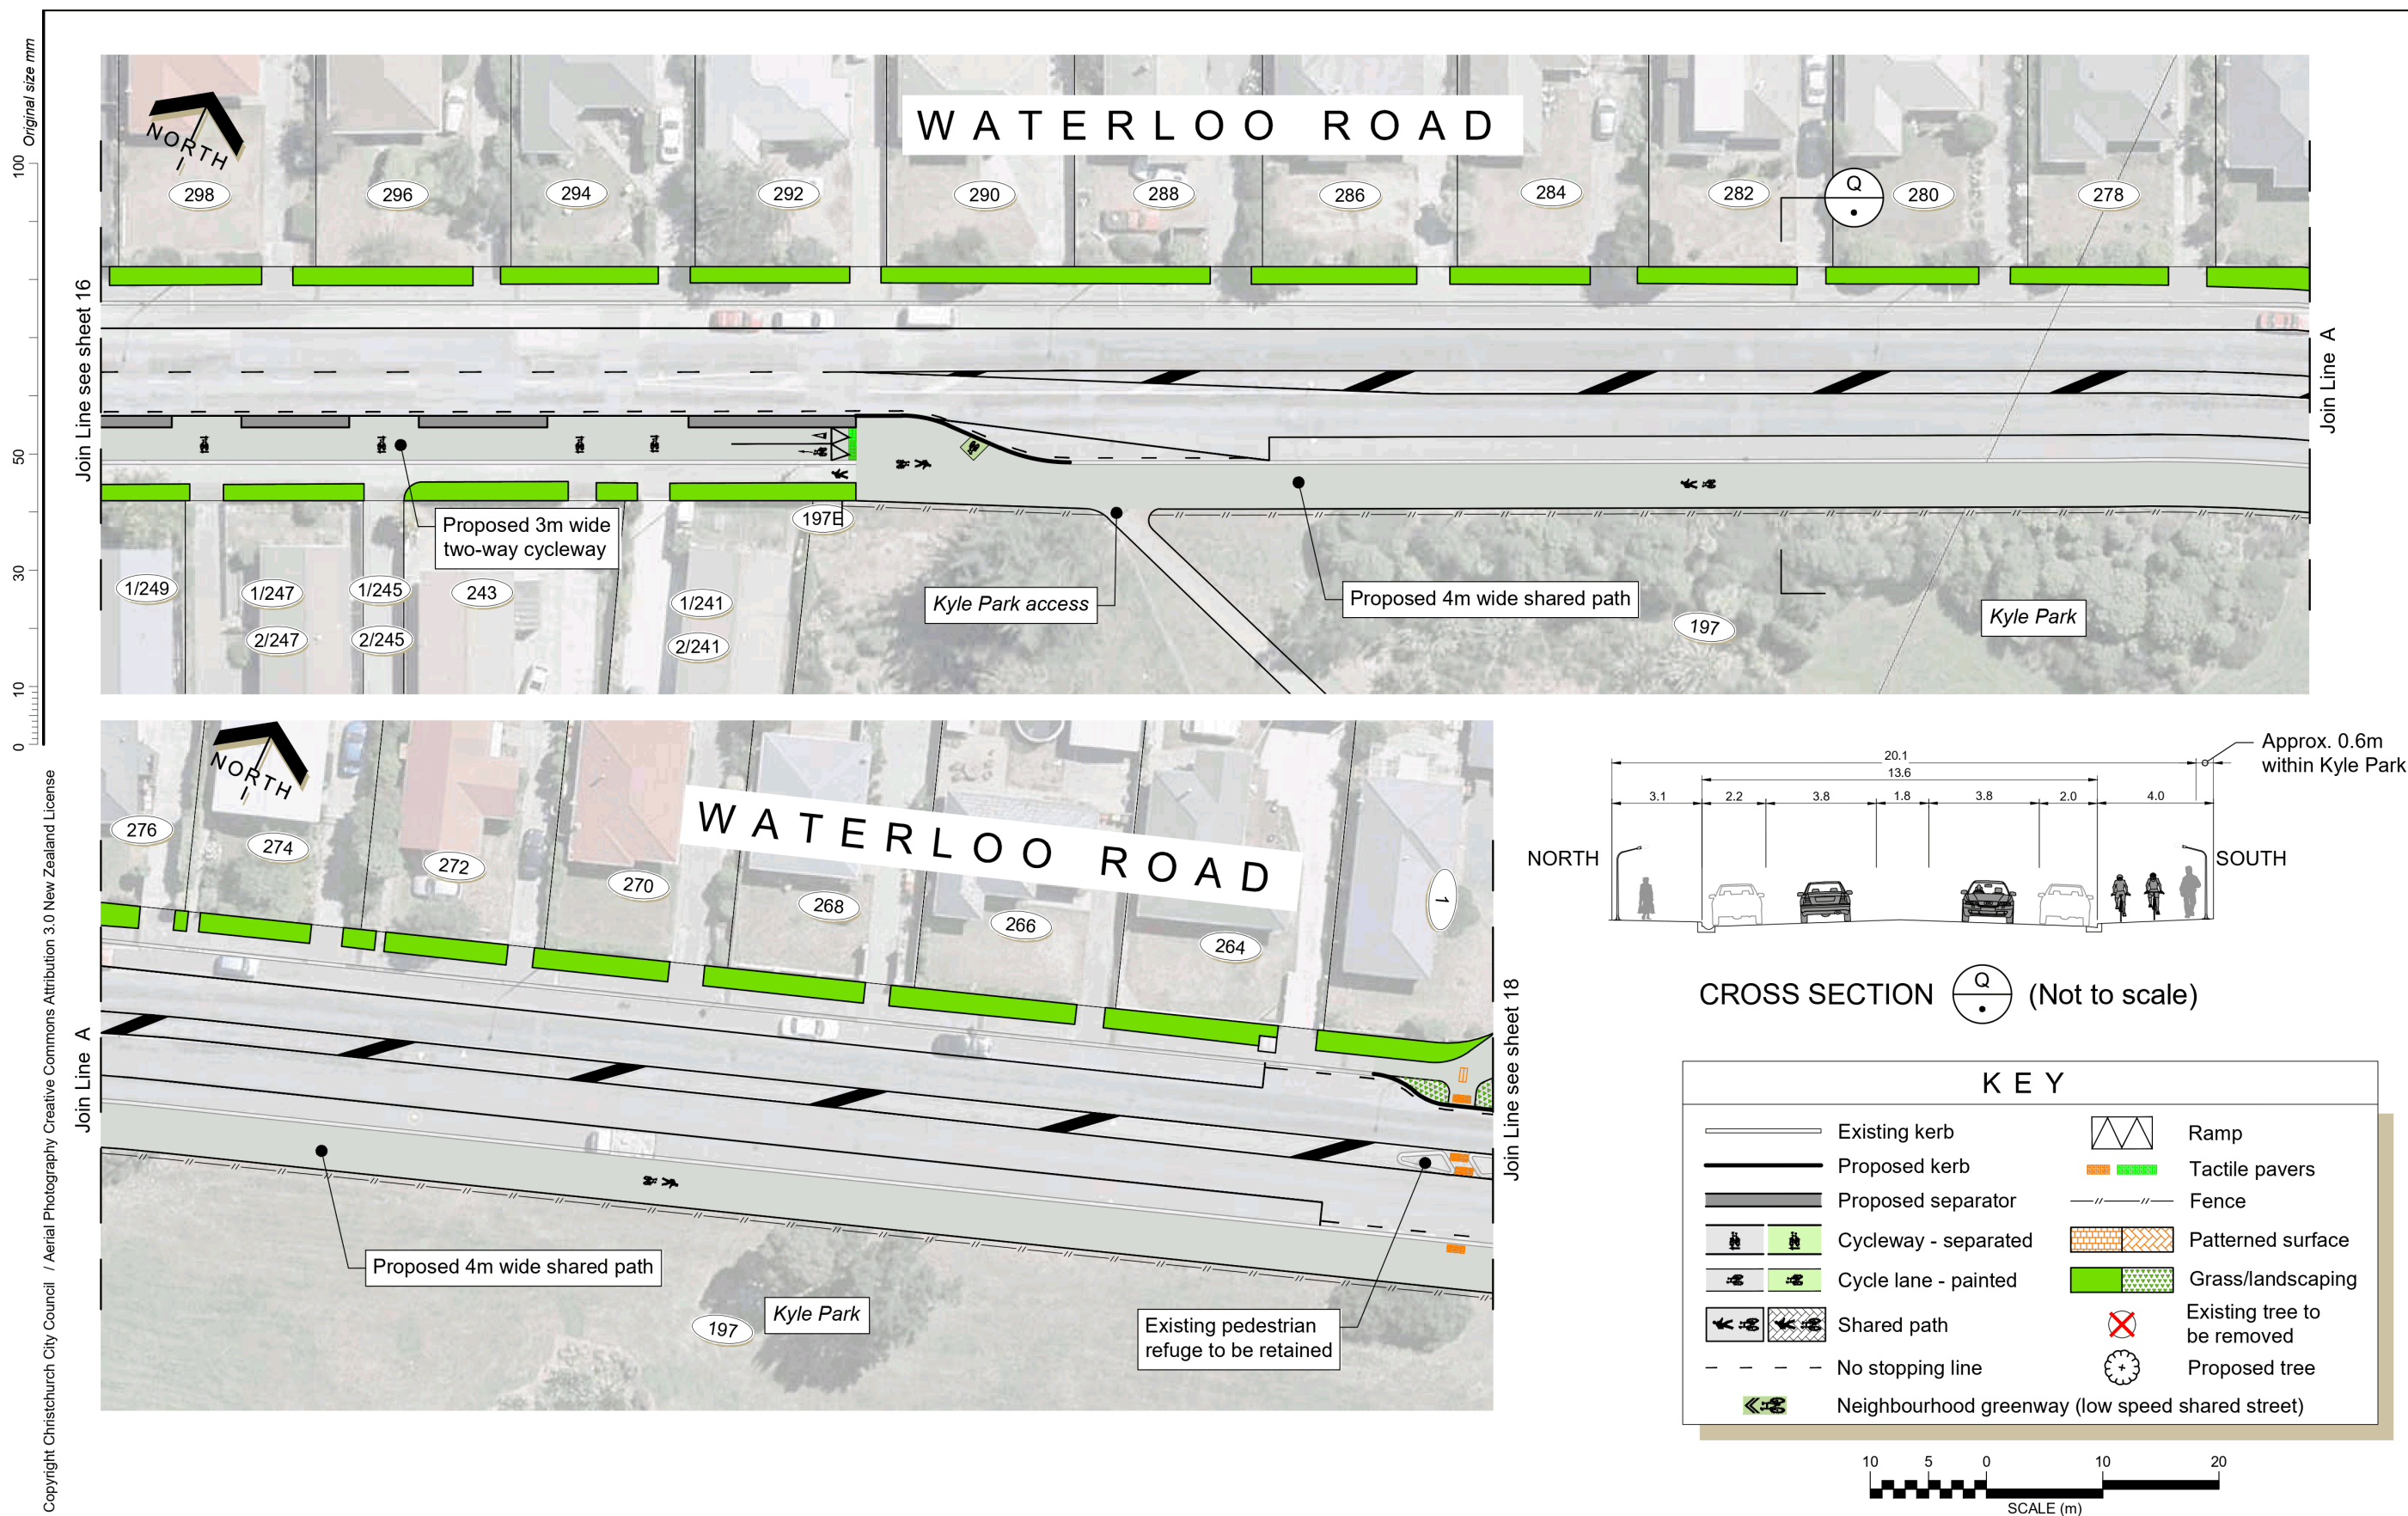 Original size mm
100
50
30
10
0
Copyright Christchurch City Council / Aerial Photography Creative Commons Attribution 3.0 New Zealand License
WATERLOO ROAD
NORTH
298
296
294
292
290
288
286
284
282
Q
280
278
Join Line see sheet 16
Join Line A
Proposed 3m wide
two-way cycleway
197E
1/249
1/247
2/247
1/245
2/245
243
1/241
2/241
Kyle Park access
Proposed 4m wide shared path
197
Kyle Park
NORTH
276
274
272
270
268
266
264
1
WATERLOO ROAD
Join Line A
Join Line see sheet 18
Proposed 4m wide shared path
197
Kyle Park
Existing pedestrian
refuge to be retained
Approx. 0.6m
within Kyle Park
20.1
13.6
3.1
2.2
3.8
1.8
3.8
2.0
4.0
NORTH
SOUTH
CROSS SECTION Q (Not to scale)
KEY
Existing kerb
Proposed kerb
Proposed separator
Cycleway - separated
Cycle lane - painted
Shared path
No stopping line
Neighbourhood greenway (low speed shared street)
Ramp
Tactile pavers
Fence
Patterned surface
Grass/landscaping
Existing tree to
be removed
Proposed tree
10 5 0 10 20
SCALE (m)